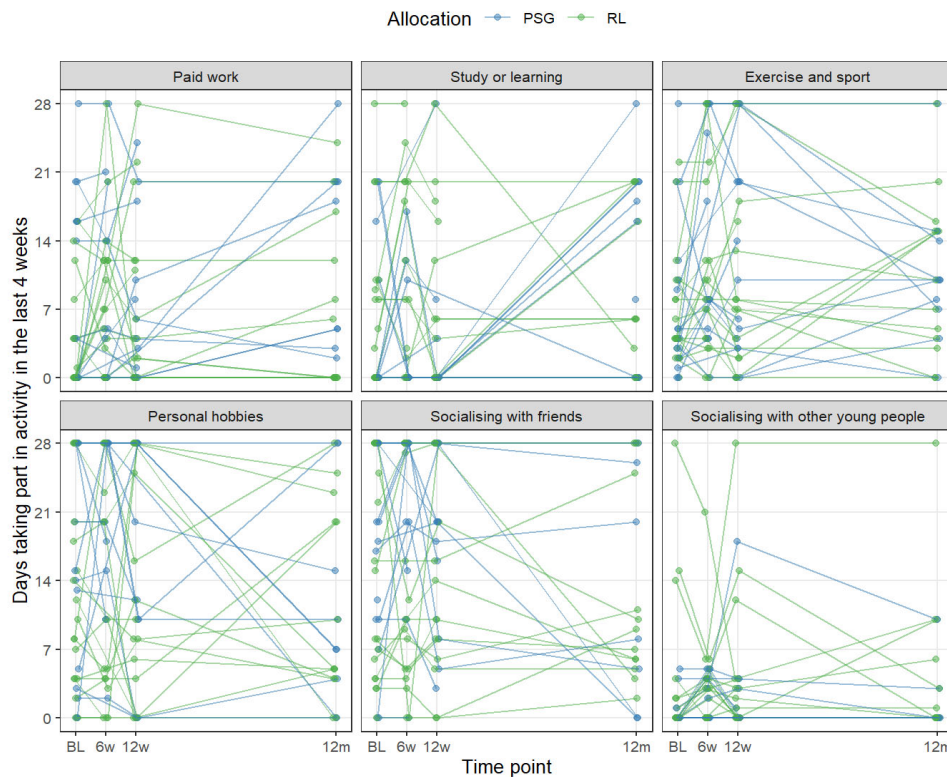 Allocation PSG RL
Paid work Study or learning Exercise and sport
28
21
14
7
0
Personal hobbies Socialising with friends Socialising with other young people
28
21
14
7
0
Days taking part in activity in the last 4 weeks
BL 6w 12w 12m BL 6w 12w 12m BL 6w 12w 12m
Time point